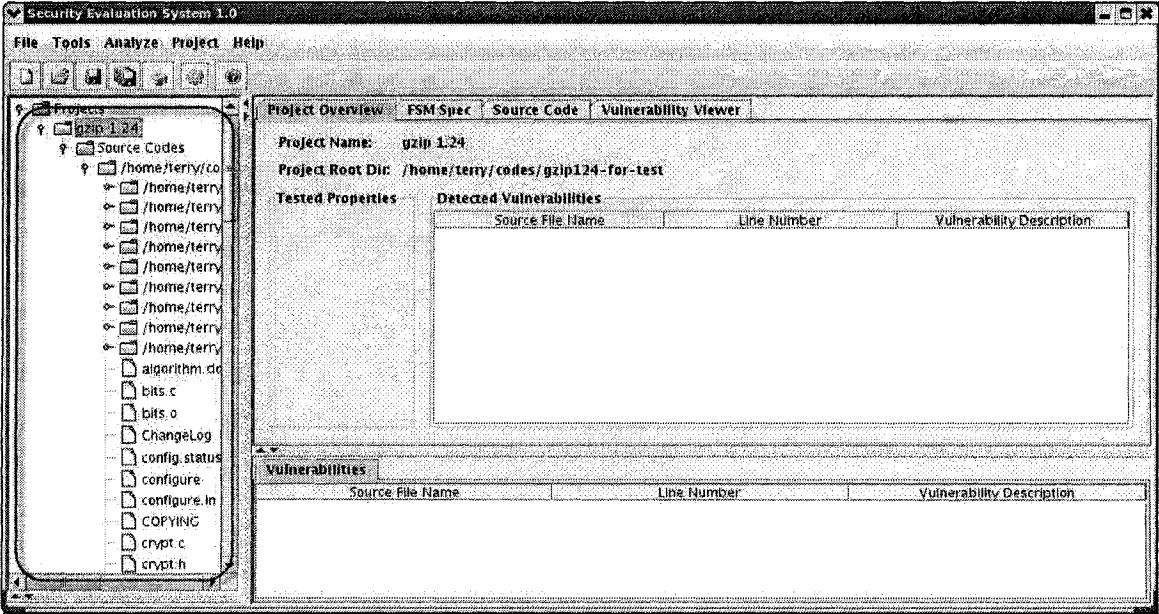 Security Evaluation System 1.0
File Tools Analyze Project Help
Projects
gzip 1.24
Source Codes
/home/terry/co
/home/terry
/home/terry
/home/terry
/home/terry
/home/terry
/home/terry
/home/terry
/home/terry
/home/terry
algorithm.do
bits.c
bits.o
ChangeLog
config.status
configure
configure.in
COPYING
crypt.c
crypt.h
Project Overview FSM Spec Source Code Vulnerability Viewer
Project Name: gzip 1.24
Project Root Dir: /home/terry/codes/gzip124-for-test
Tested Properties Detected Vulnerabilities
Source File Name Line Number Vulnerability Description
Vulnerabilities
Source File Name Line Number Vulnerability Description